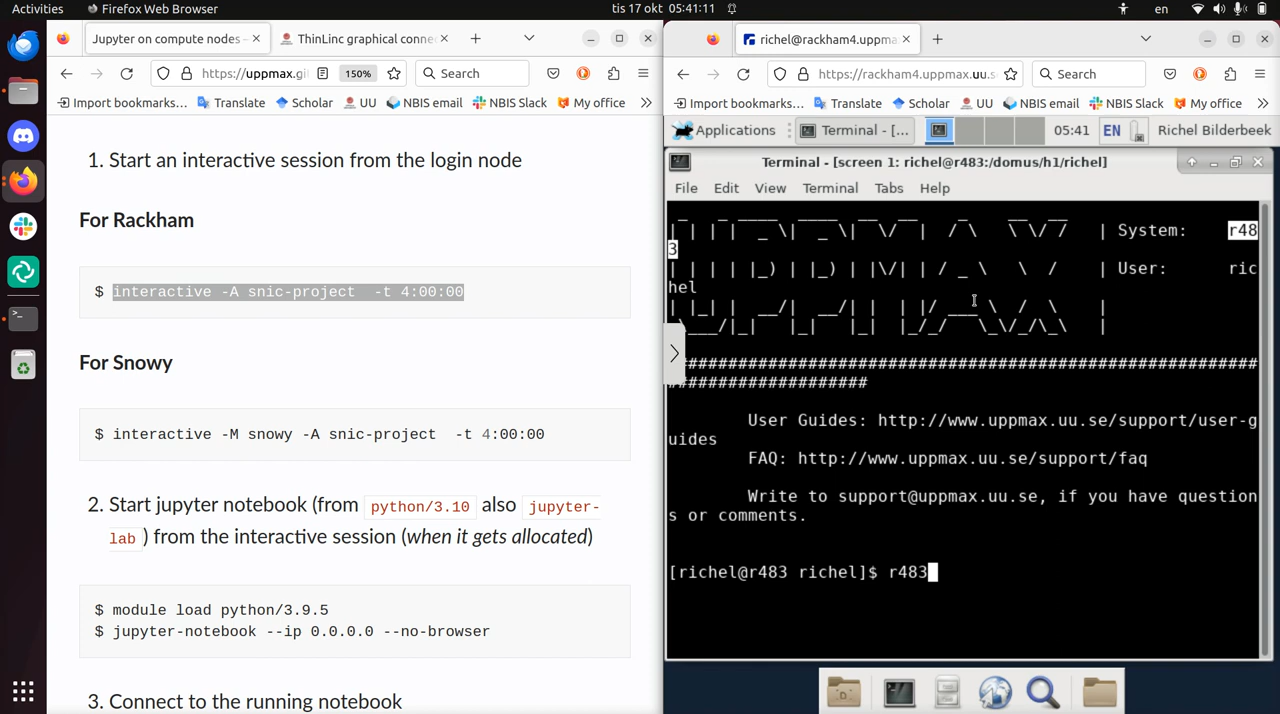 Activities
Firefox Web Browser
tis 17 okt 05:41:11
en
Jupyter on compute nodes
ThinLinc graphical conne
https://uppmax.gi
150%
Search
Import bookmarks...
Translate
Scholar
UU
NBIS email
NBIS Slack
My office
1. Start an interactive session from the login node
For Rackham
$ interactive -A snic-project  -t 4:00:00
For Snowy
$ interactive -M snowy -A snic-project  -t 4:00:00
2. Start jupyter notebook (from python/3.10 also jupyter-
lab ) from the interactive session (when it gets allocated)
$ module load python/3.9.5
$ jupyter-notebook --ip 0.0.0.0 --no-browser
3. Connect to the running notebook
richel@rackham4.uppma
https://rackham4.uppmax.uu.s
Search
Import bookmarks...
Translate
Scholar
UU
NBIS email
NBIS Slack
My office
Applications
Terminal - [...
05:41
EN
Richel Bilderbeek
Terminal - [screen 1: richel@r483:/domus/h1/richel]
File Edit View Terminal Tabs Help
UPPMAX
| System: r48
3
| User: ric
hel
###########################################################
####################
User Guides: http://www.uppmax.uu.se/support/user-g
uides
FAQ: http://www.uppmax.uu.se/support/faq
Write to support@uppmax.uu.se, if you have question
s or comments.
[richel@r483 richel]$ r483